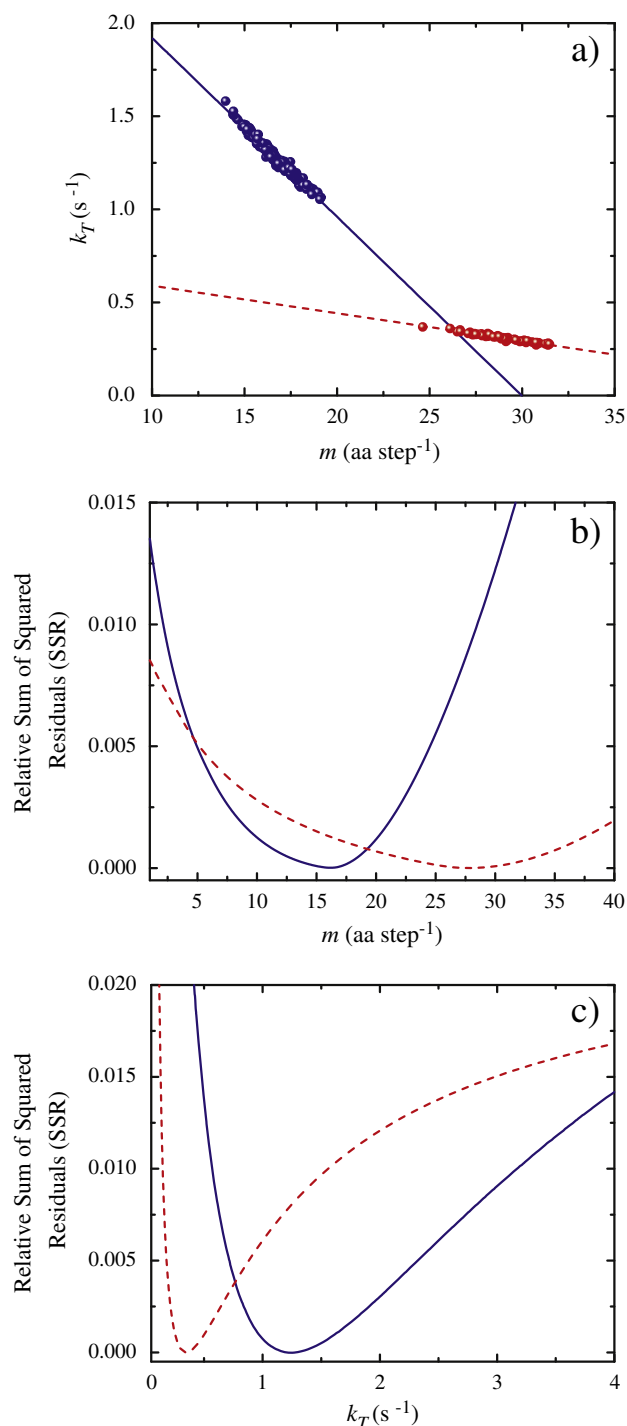 a)
2.0
1.5
1.0
0.5
0.0
k_T (s⁻¹)
10 15 20 25 30 35
m (aa step⁻¹)
b)
0.015
0.010
0.005
0.000
Relative Sum of Squared
Residuals (SSR)
5 10 15 20 25 30 35 40
m (aa step⁻¹)
c)
0.020
0.015
0.010
0.005
0.000
Relative Sum of Squared
Residuals (SSR)
0 1 2 3 4
k_T (s⁻¹)